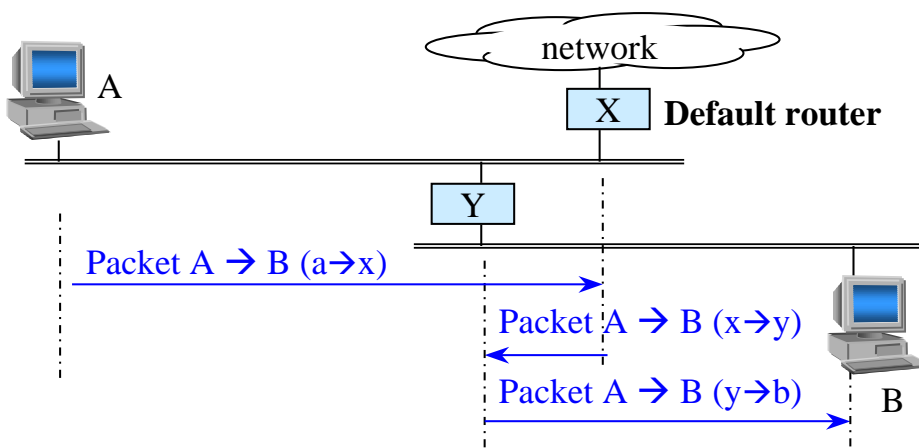 network
A
X
Default router
Y
Packet A → B (a→x)
Packet A → B (x→y)
Packet A → B (y→b)
B